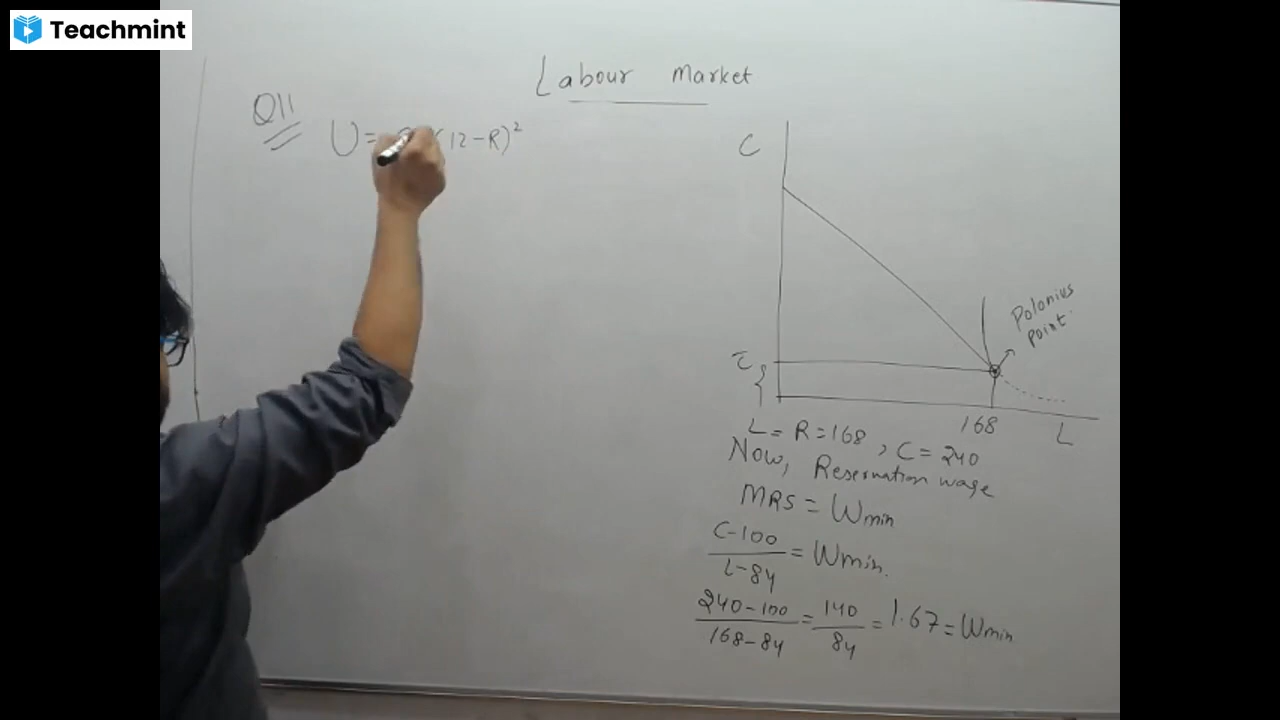 Teachmint
Labour Market
Q11
U = (12-R)²
C
Polonius
Point.
168
L
L = R = 168, C = 240
Now, Reservation wage
MRS = Wmin
C-100 / L-84 = Wmin.
240-100 / 168-84 = 140 / 84 = 1.67 = Wmin